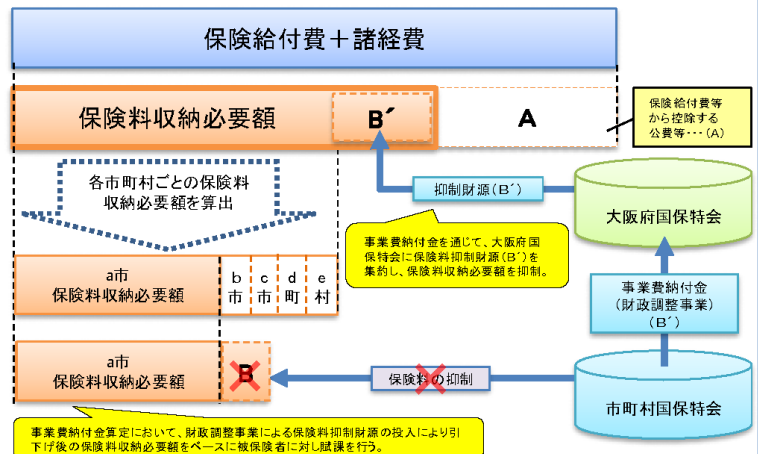 保険給付費＋諸経費
保険料収納必要額
B´
A
保険給付費等
から控除する
公費等・・・(A)
各市町村ごとの保険料
収納必要額を算出
抑制財源(B´)
大阪府国保特会
事業費納付金を通じて、大阪府国
保特会に保険料抑制財源(B´)を
集約し、保険料収納必要額を抑制。
a市
保険料収納必要額
b
市
c
市
d
町
e
村
事業費納付金
(財政調整事業)
(B´)
a市
保険料収納必要額
B
保険料の抑制
市町村国保特会
事業費納付金算定において、財政調整事業による保険料抑制財源の投入により引
下げ後の保険料収納必要額をベースに被保険者に対し賦課を行う。